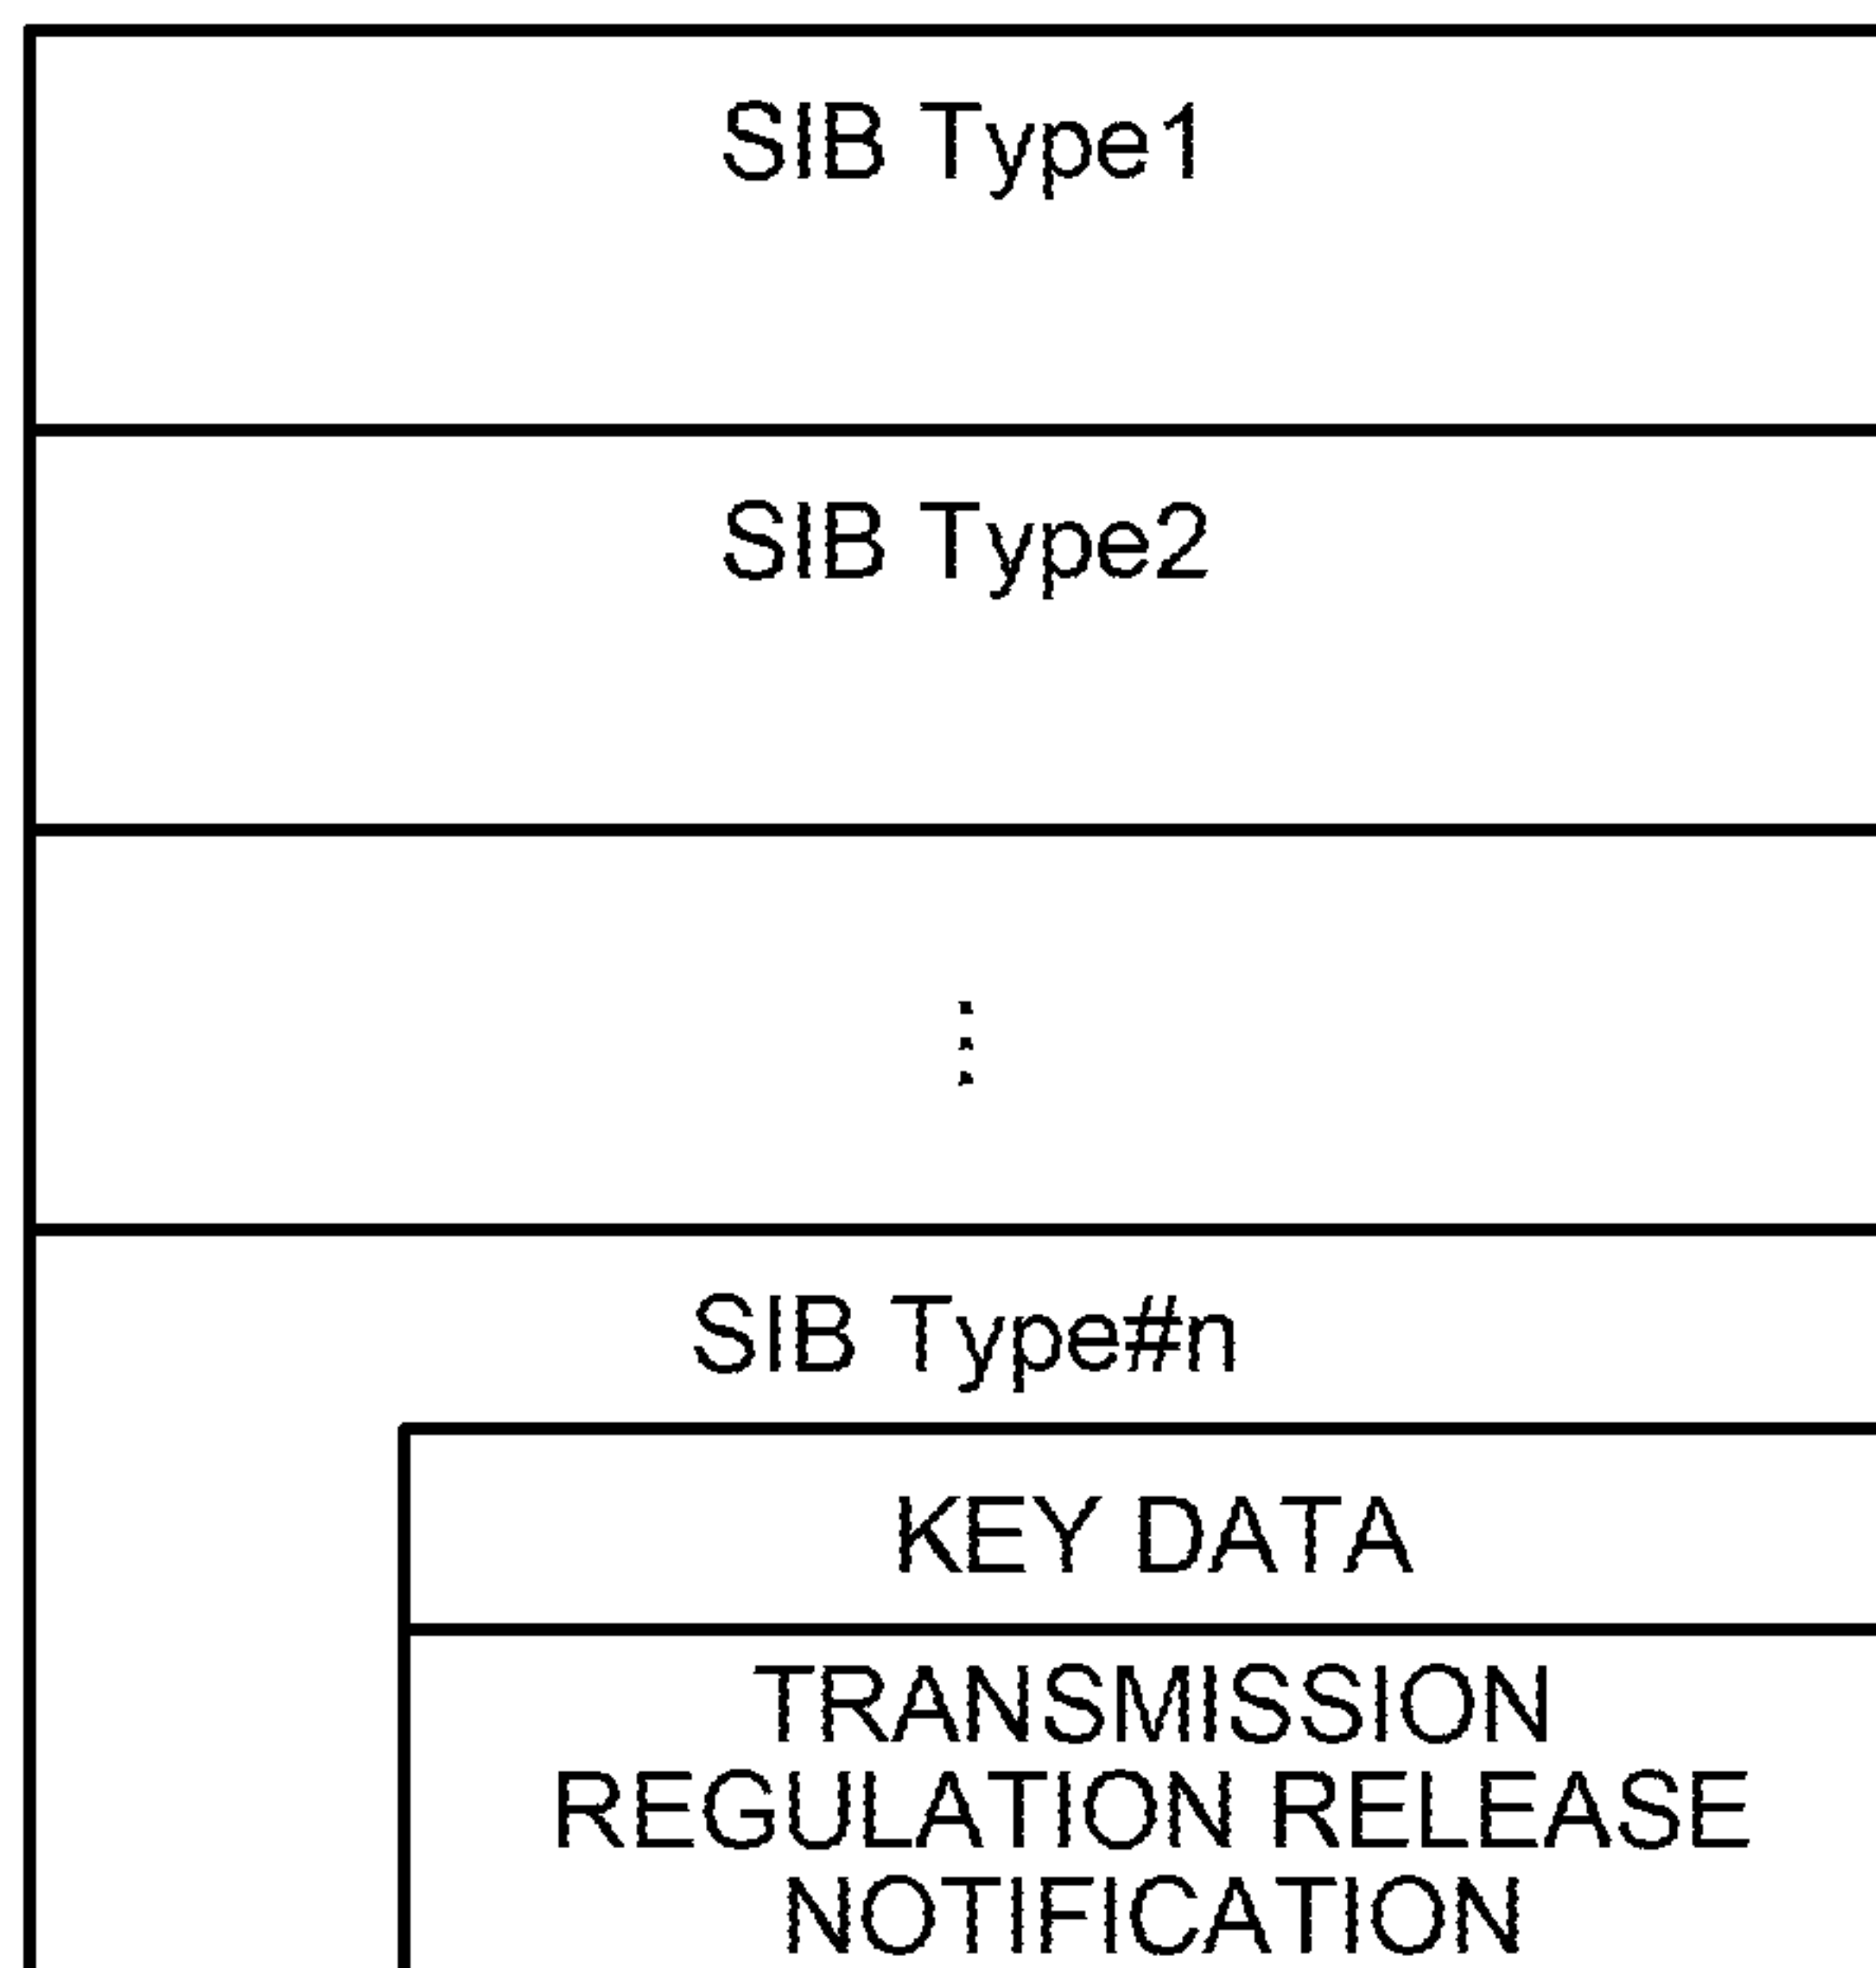 SIB Type1
SIB Type2
⋮
SIB Type#n
KEY DATA
TRANSMISSION
REGULATION RELEASE
NOTIFICATION